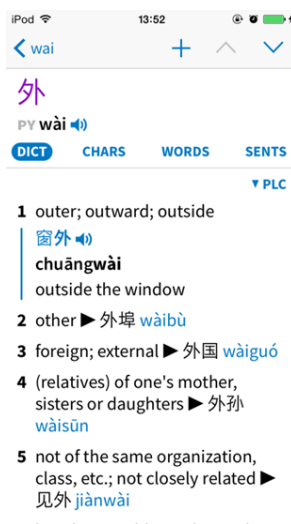 iPod 13:52
wai
外
PY wài
DICT CHARS WORDS SENTS
▼ PLC
1 outer; outward; outside
窗外
chuāngwài
outside the window
2 other ▶ 外埠 wàibù
3 foreign; external ▶ 外国 wàiguó
4 (relatives) of one's mother,
sisters or daughters ▶ 外孙
wàisūn
5 not of the same organization,
class, etc.; not closely related ▶
见外 jiànwài